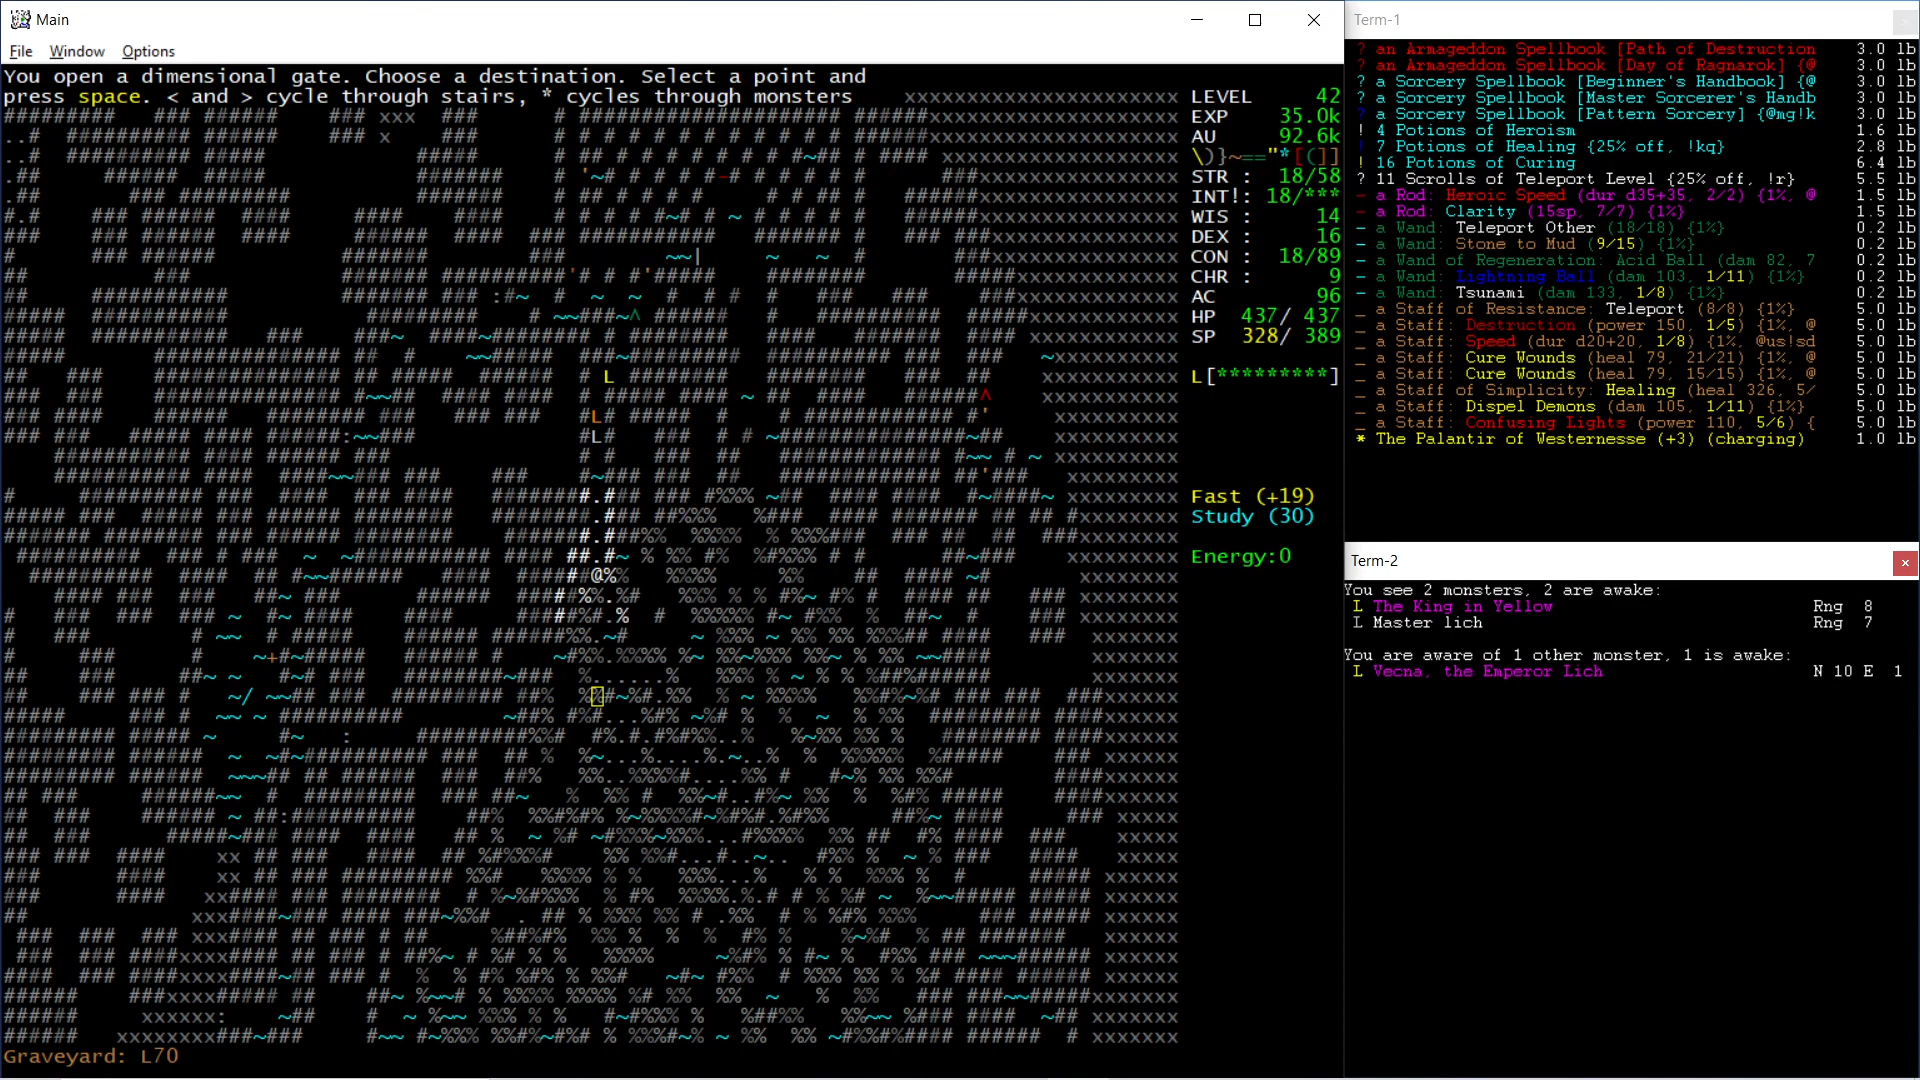 Main
File Window Options
You open a dimensional gate. Choose a destination. Select a point and
press space. < and > cycle through stairs, * cycles through monsters
LEVEL 42
EXP 35.0k
AU 92.6k
\)}~=="*[(]]
STR : 18/58
INT!: 18/***
WIS : 14
DEX : 16
CON : 18/89
CHR : 9
AC 96
HP 437/ 437
SP 328/ 389
L[*********]
Fast (+19)
Study (30)
Energy:0
Graveyard: L70
Term-1
? an Armageddon Spellbook [Path of Destruction 3.0 lb
? an Armageddon Spellbook [Day of Ragnarok] {@ 3.0 lb
? a Sorcery Spellbook [Beginner's Handbook] {@ 3.0 lb
? a Sorcery Spellbook [Master Sorcerer's Handb 3.0 lb
? a Sorcery Spellbook [Pattern Sorcery] {@mg!k 3.0 lb
! 4 Potions of Heroism 1.6 lb
! 7 Potions of Healing {25% off, !kq} 2.8 lb
! 16 Potions of Curing 6.4 lb
? 11 Scrolls of Teleport Level {25% off, !r} 5.5 lb
- a Rod: Heroic Speed (dur d35+35, 2/2) {1%, @ 1.5 lb
- a Rod: Clarity (15sp, 7/7) {1%} 1.5 lb
- a Wand: Teleport Other (18/18) {1%} 0.2 lb
- a Wand: Stone to Mud (9/15) {1%} 0.2 lb
- a Wand of Regeneration: Acid Ball (dam 82, 7 0.2 lb
- a Wand: Lightning Ball (dam 103, 1/11) {1%} 0.2 lb
- a Wand: Tsunami (dam 133, 1/8) {1%} 0.2 lb
_ a Staff of Resistance: Teleport (8/8) {1%} 5.0 lb
_ a Staff: Destruction (power 150, 1/5) {1%, @ 5.0 lb
_ a Staff: Speed (dur d20+20, 1/8) {1%, @us!sd 5.0 lb
_ a Staff: Cure Wounds (heal 79, 21/21) {1%, @ 5.0 lb
_ a Staff: Cure Wounds (heal 79, 15/15) {1%, @ 5.0 lb
_ a Staff of Simplicity: Healing (heal 326, 5/ 5.0 lb
_ a Staff: Dispel Demons (dam 105, 1/11) {1%} 5.0 lb
_ a Staff: Confusing Lights (power 110, 5/6) { 5.0 lb
* The Palantir of Westernesse (+3) (charging) 1.0 lb
Term-2
You see 2 monsters, 2 are awake:
L The King in Yellow Rng 8
L Master lich Rng 7
You are aware of 1 other monster, 1 is awake:
L Vecna, the Emperor Lich N 10 E 1